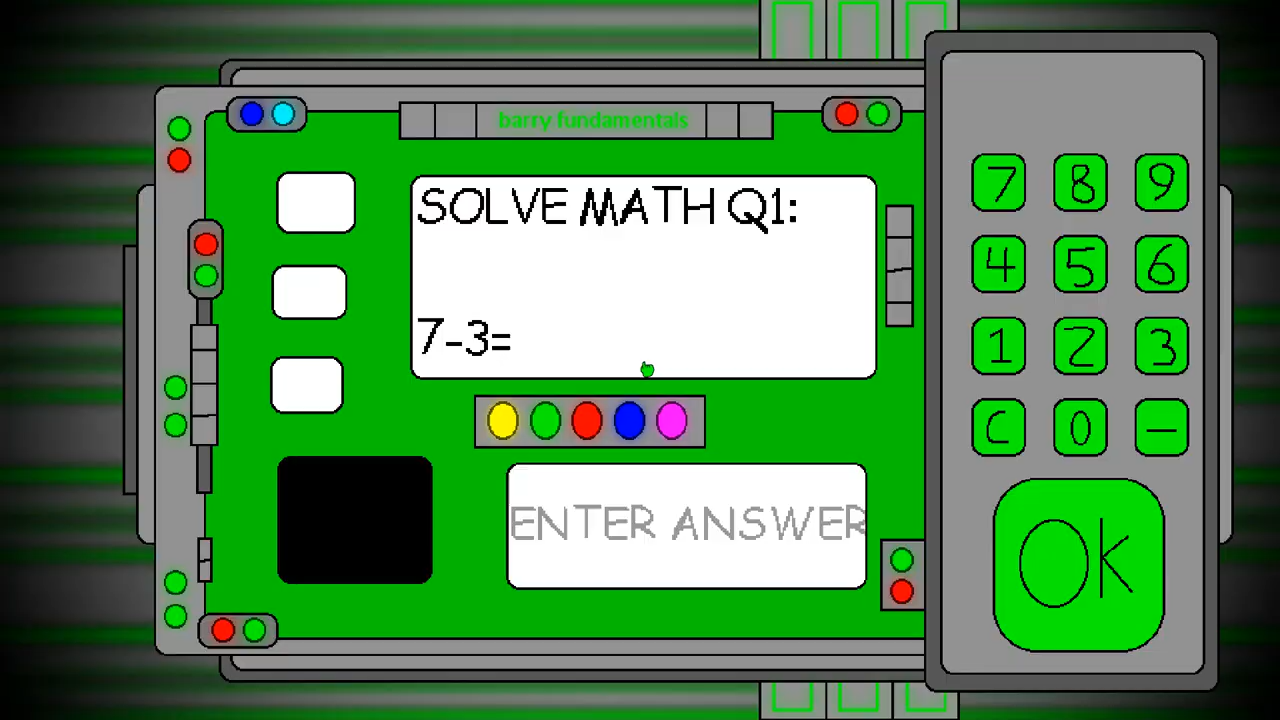 barry fundamentals
SOLVE MATH Q1:
7-3=
ENTER ANSWER
7 8 9
4 5 6
1 2 3
C 0 -
OK